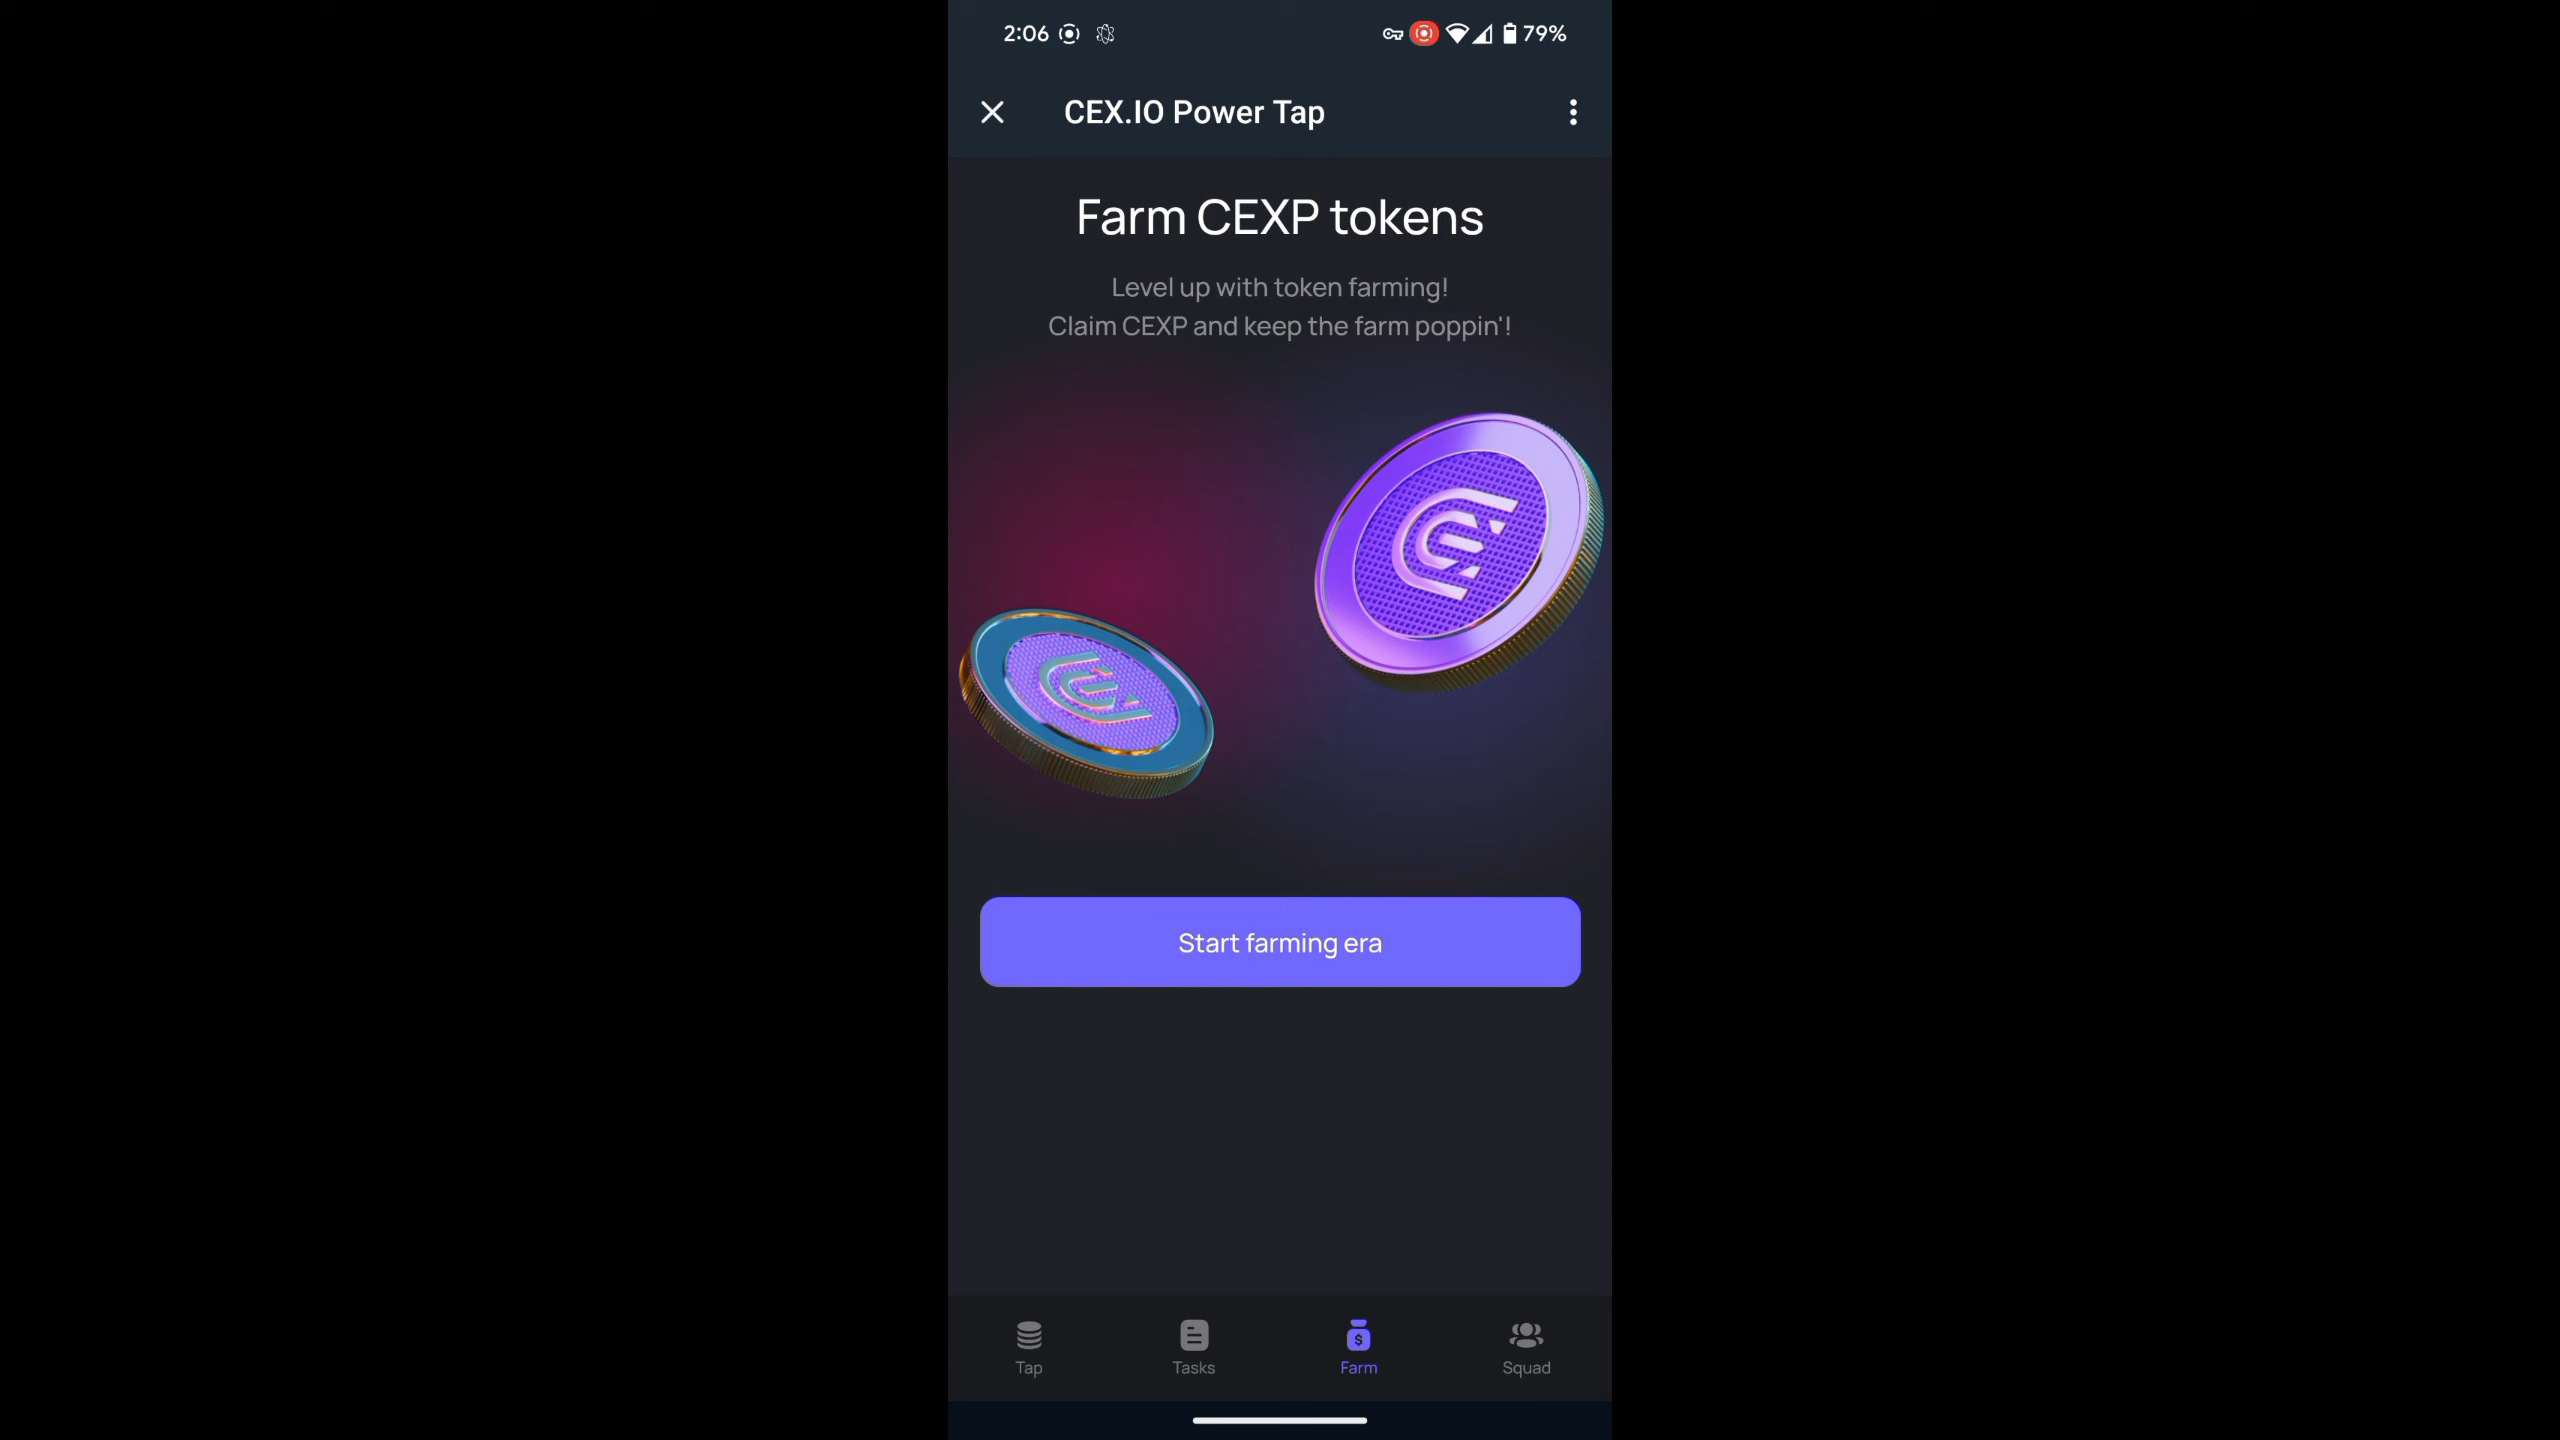 2:06
79%
CEX.IO Power Tap
Farm CEXP tokens
Level up with token farming!
Claim CEXP and keep the farm poppin'!
Start farming era
Tap
Tasks
Farm
Squad